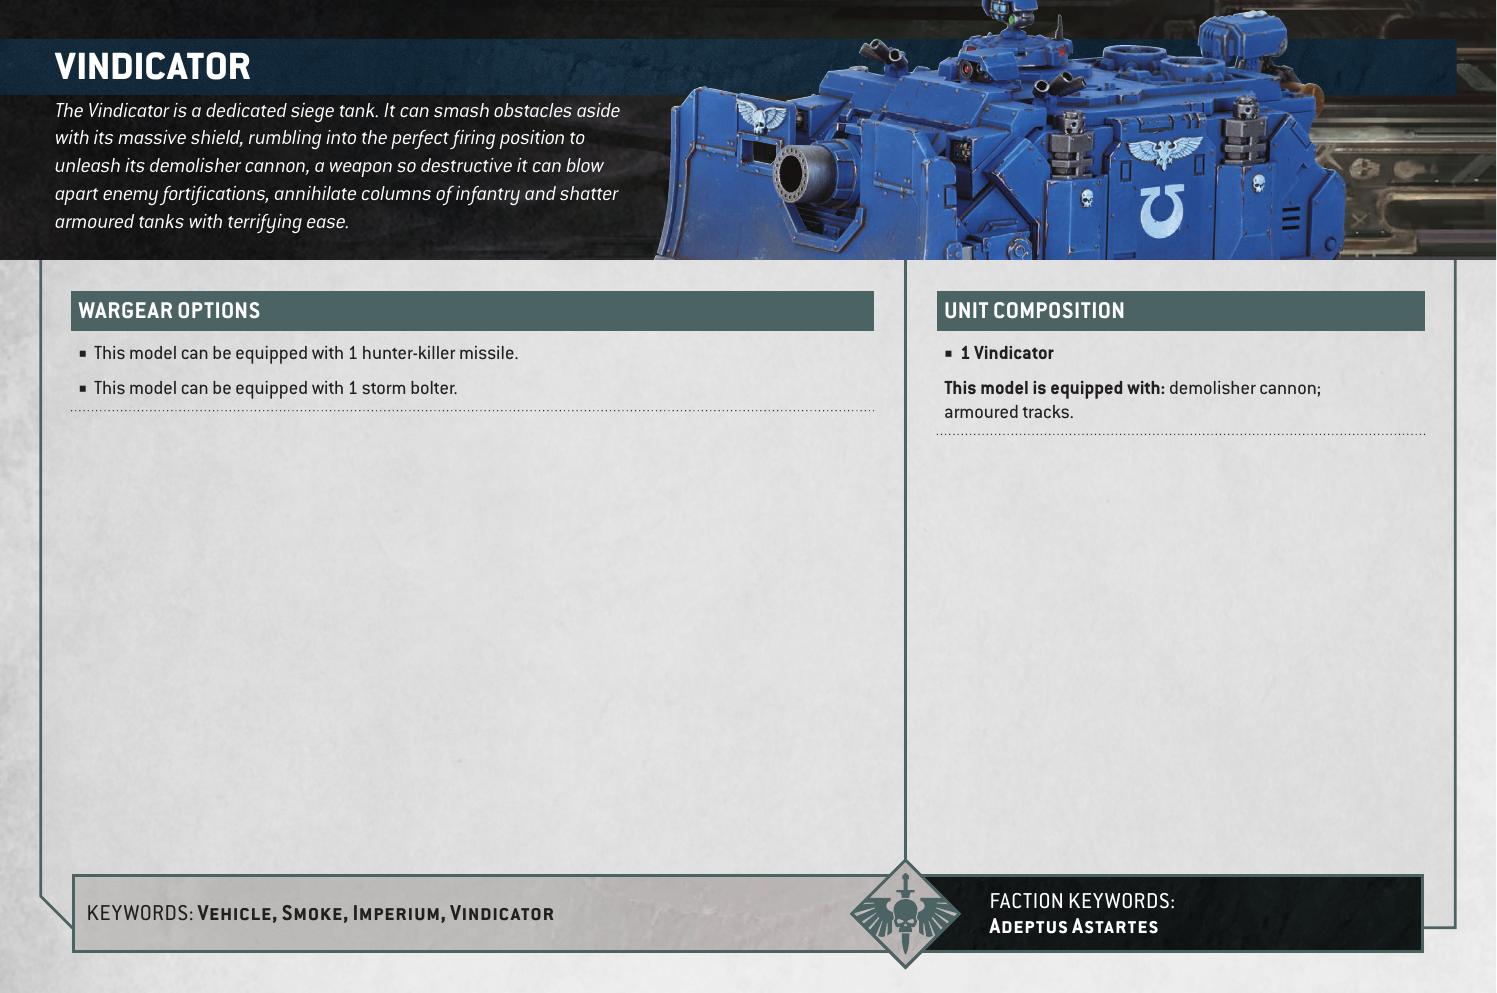 VINDICATOR
The Vindicator is a dedicated siege tank. It can smash obstacles aside
with its massive shield, rumbling into the perfect firing position to
unleash its demolisher cannon, a weapon so destructive it can blow
apart enemy fortifications, annihilate columns of infantry and shatter
armoured tanks with terrifying ease.
WARGEAR OPTIONS
▪ This model can be equipped with 1 hunter-killer missile.
▪ This model can be equipped with 1 storm bolter.
UNIT COMPOSITION
▪ 1 Vindicator
This model is equipped with: demolisher cannon;
armoured tracks.
KEYWORDS: Vehicle, Smoke, Imperium, Vindicator
FACTION KEYWORDS:
Adeptus Astartes